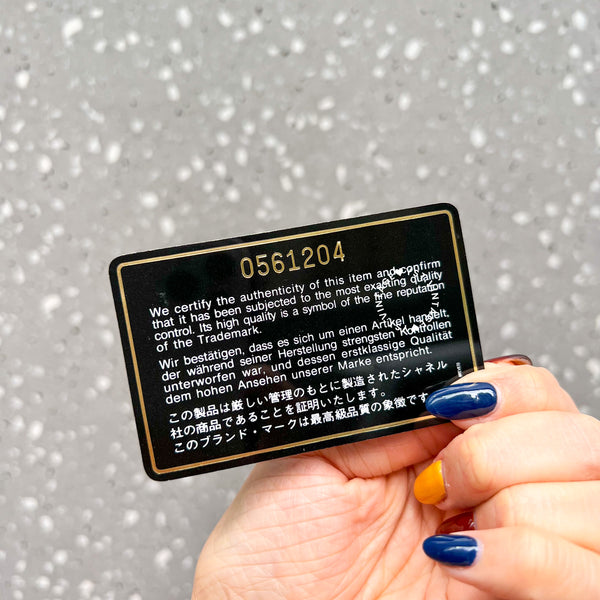 0561204
We certify the authenticity of this item and confirm
that it has been subjected to the most exacting quality
control. Its high quality is a symbol of the fine reputation
of the Trademark.
Wir bestätigen, dass es sich um einen Artikel handelt,
der während seiner Herstellung strengsten Kontrollen
unterworfen war, und dessen erstklassige Qualität
dem hohen Ansehen unserer Marke entspricht.
この製品は厳しい管理のもとに製造されたシャネル
社の商品であることを証明いたします。
このブランド・マークは最高級品質の象徴です